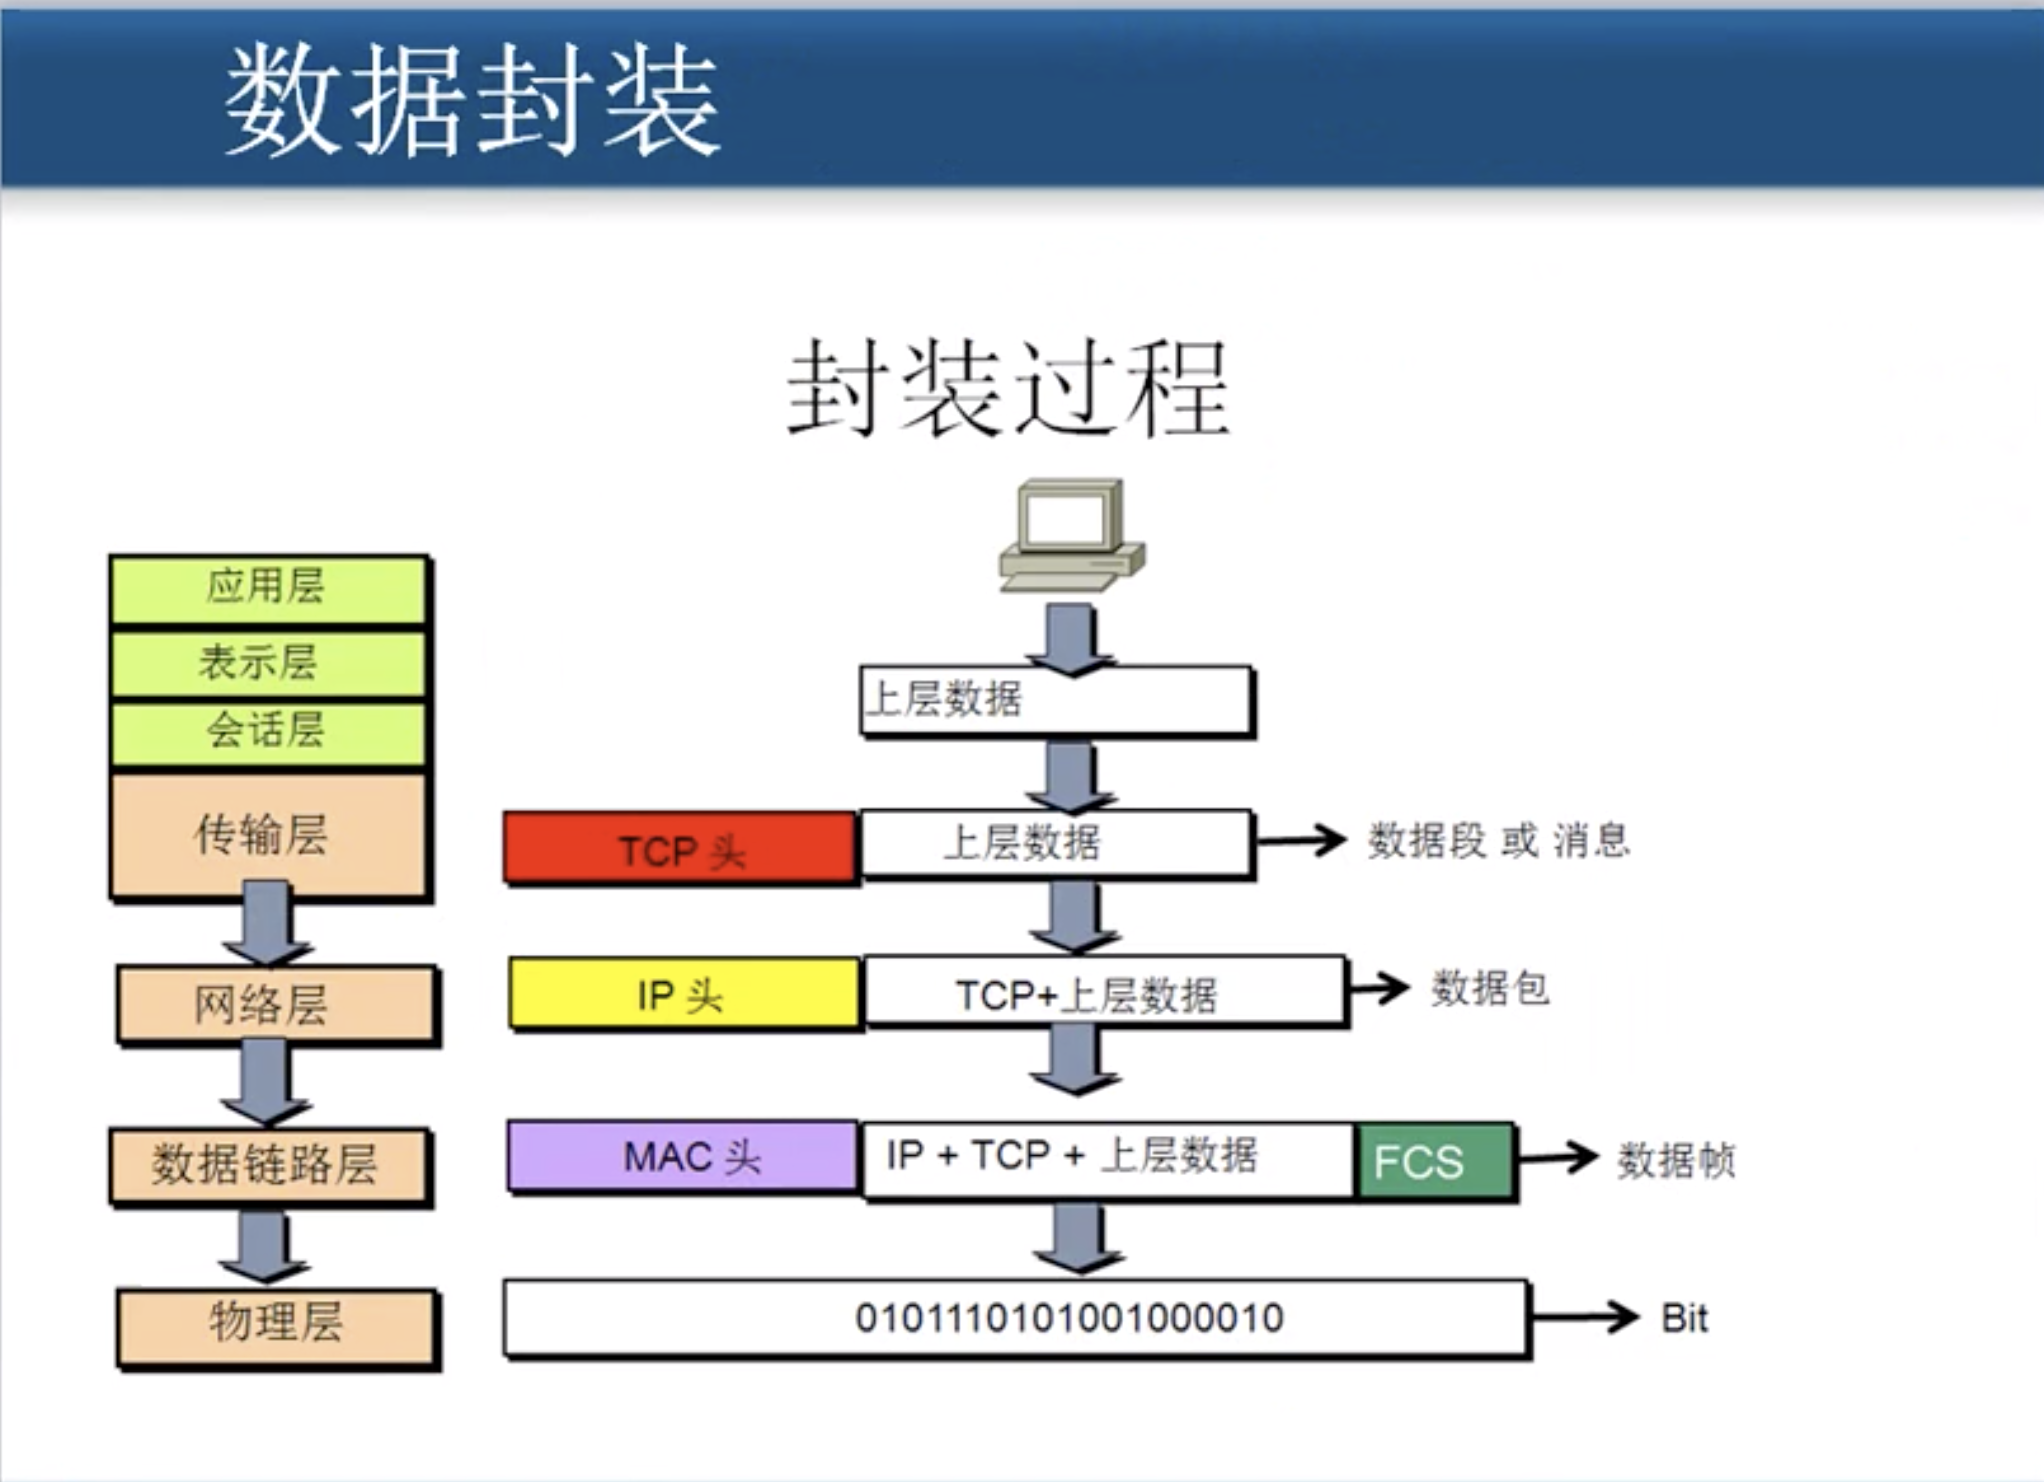 数据封装
封装过程
应用层
表示层
会话层
上层数据
传输层
TCP 头
上层数据
数据段 或 消息
网络层
IP 头
TCP+上层数据
数据包
数据链路层
MAC 头
IP + TCP + 上层数据
FCS
数据帧
物理层
0101110101001000010
Bit